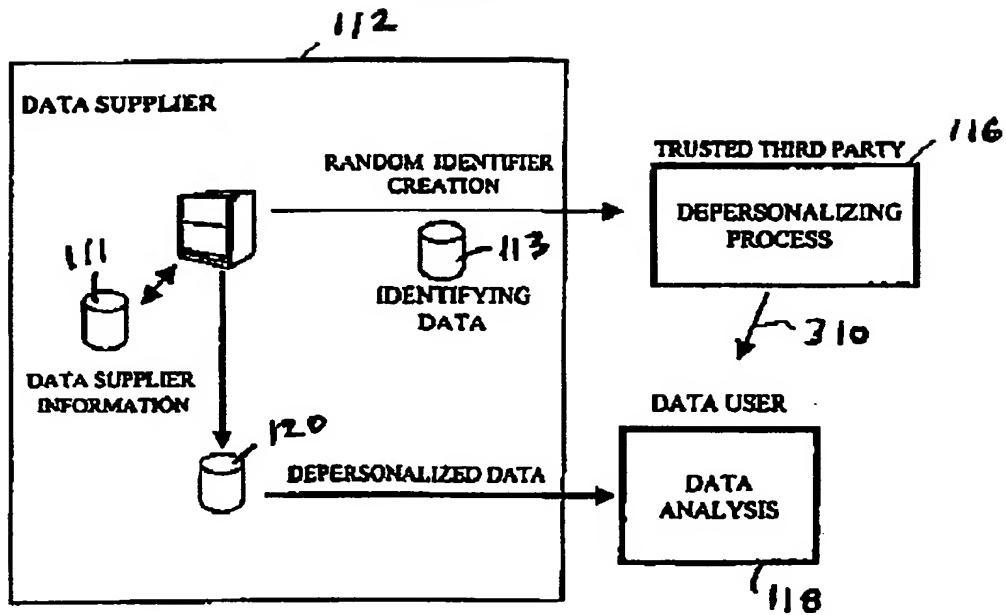 112
DATA SUPPLIER
RANDOM IDENTIFIER
CREATION
TRUSTED THIRD PARTY
116
DEPERSONALIZING
PROCESS
111
113
IDENTIFYING
DATA
310
DATA SUPPLIER
INFORMATION
DATA USER
120
DEPERSONALIZED DATA
DATA
ANALYSIS
118